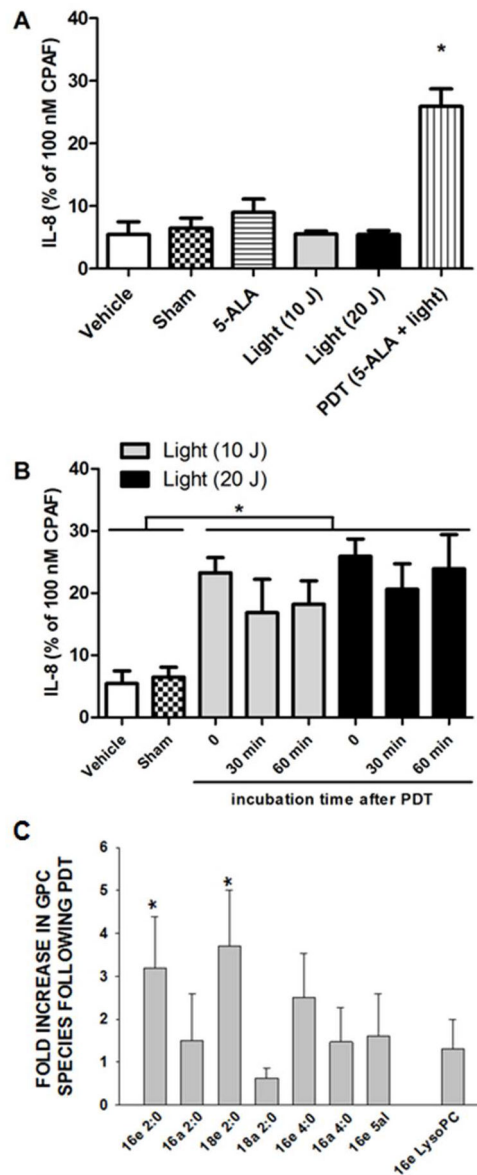 A
IL-8 (% of 100 nM CPAF)
40
30
20
10
0
Vehicle
Sham
5-ALA
Light (10 J)
Light (20 J)
PDT (5-ALA + light)
*
B
Light (10 J)
Light (20 J)
IL-8 (% of 100 nM CPAF)
40
30
20
10
0
*
Vehicle
Sham
0
30 min
60 min
0
30 min
60 min
incubation time after PDT
C
FOLD INCREASE IN GPC
SPECIES FOLLOWING PDT
6
5
4
3
2
1
0
*
*
16e 2:0
16a 2:0
18e 2:0
18a 2:0
16e 4:0
16a 4:0
16e 5al
16e LysoPC